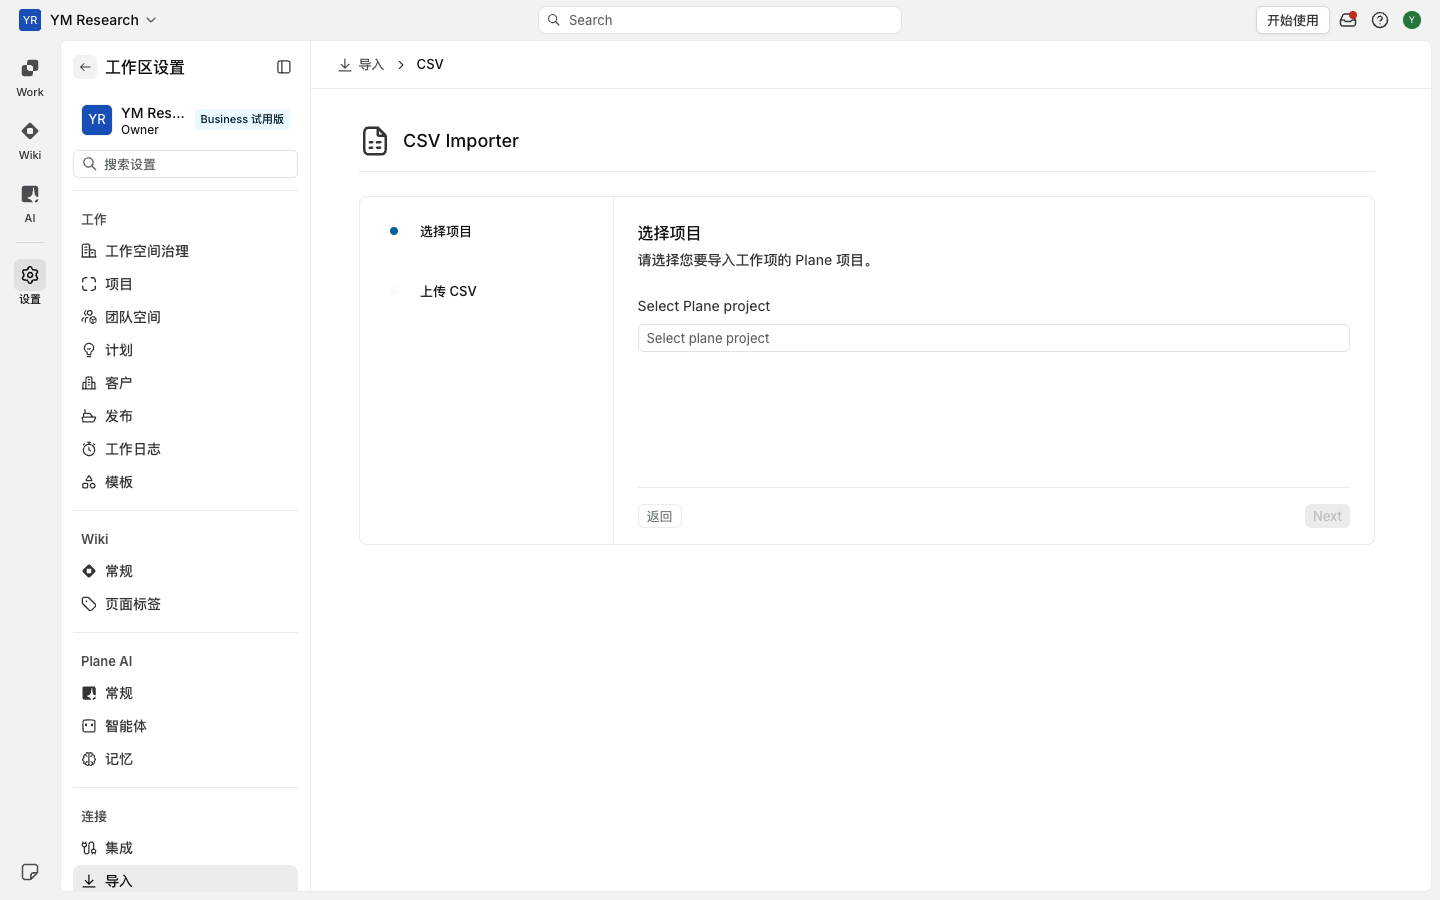 YR YM Research
Search
开始使用
Y
Work
Wiki
AI
设置
工作区设置
YR
YM Res...
Owner
Business 试用版
搜索设置
工作
工作空间治理
项目
团队空间
计划
客户
发布
工作日志
模板
Wiki
常规
页面标签
Plane AI
常规
智能体
记忆
连接
集成
导入
导入 > CSV
CSV Importer
选择项目
上传 CSV
选择项目
请选择您要导入工作项的 Plane 项目。
Select Plane project
Select plane project
返回
Next